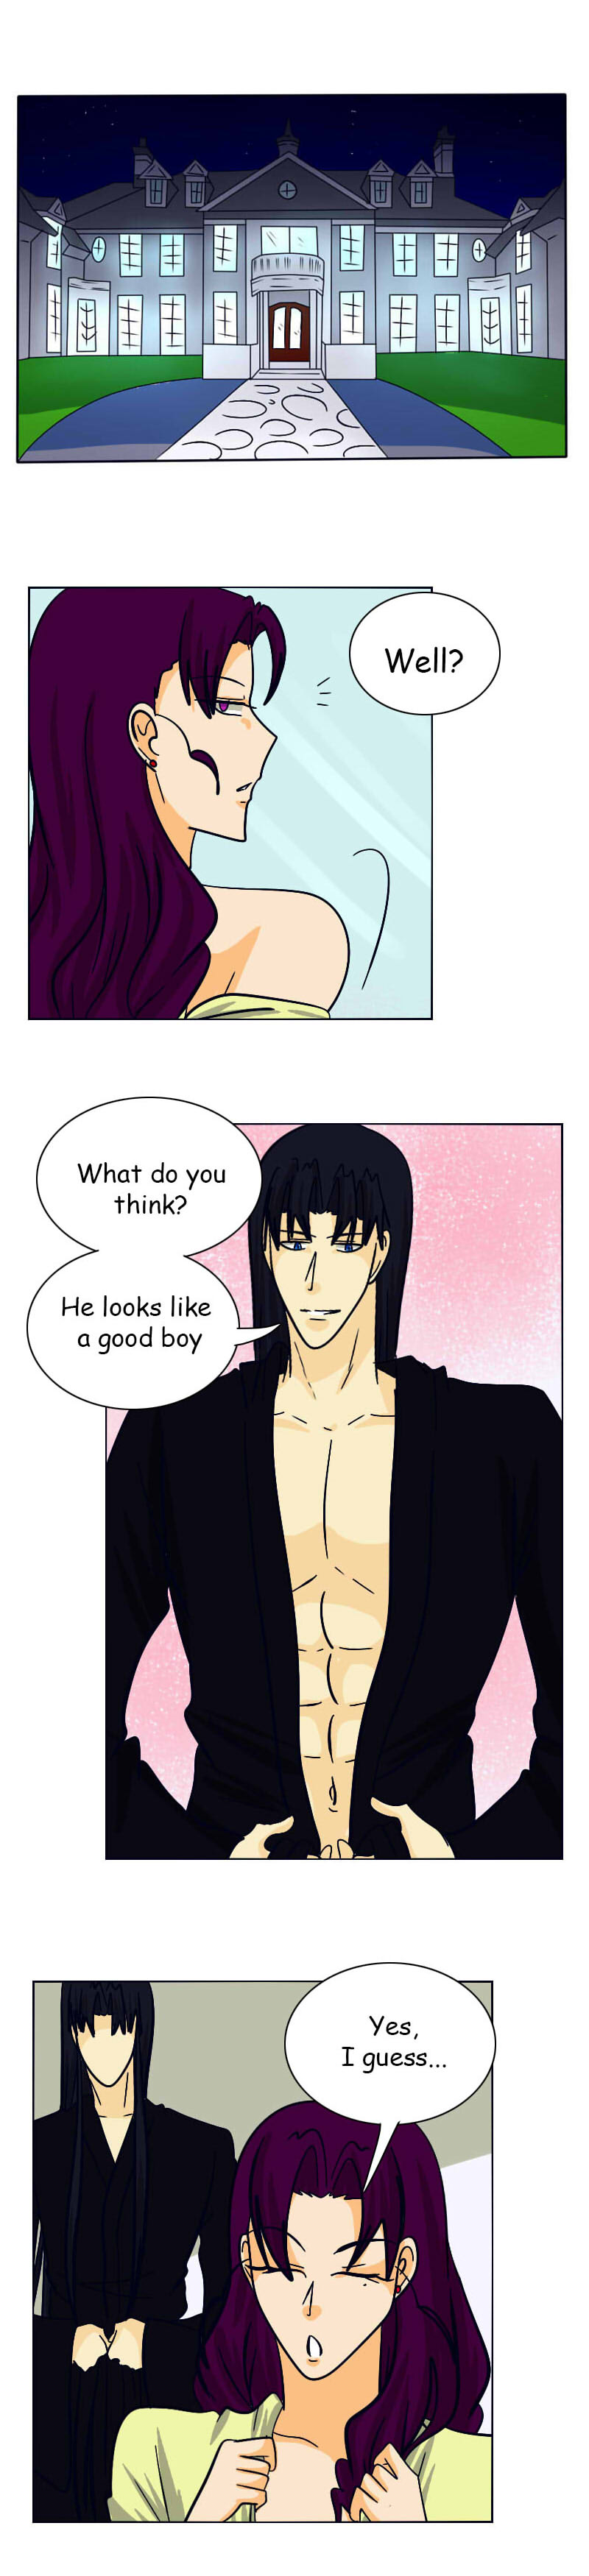 Well?
What do you
think?
He looks like
a good boy
Yes,
I guess...